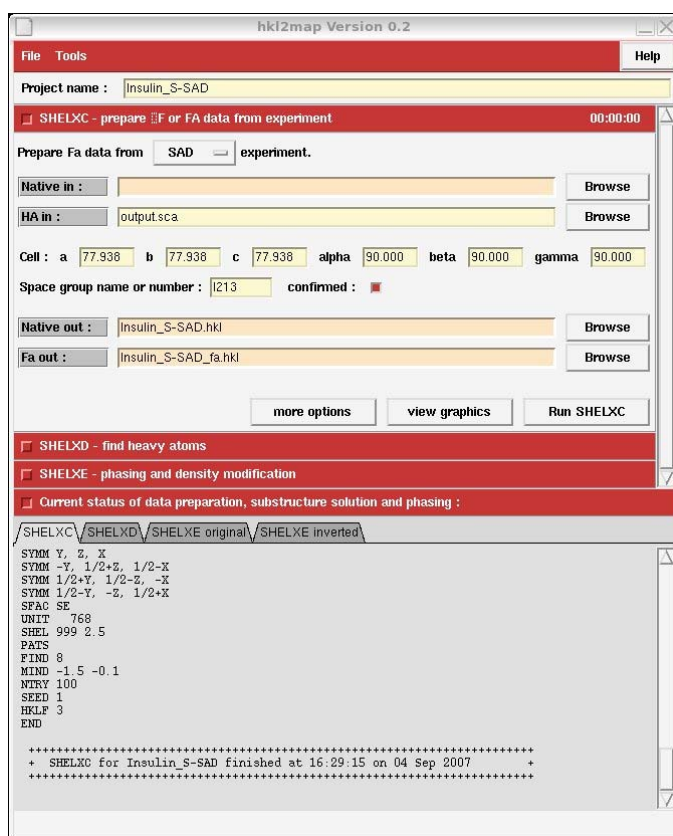 hkl2map Version 0.2
File Tools Help
Project name : Insulin_S-SAD
SHELXC - prepare F or FA data from experiment 00:00:00
Prepare Fa data from SAD experiment.
Native in : Browse
HA in : output.sca Browse
Cell : a 77.938 b 77.938 c 77.938 alpha 90.000 beta 90.000 gamma 90.000
Space group name or number : I213 confirmed :
Native out : Insulin_S-SAD.hkl Browse
Fa out : Insulin_S-SAD_fa.hkl Browse
more options view graphics Run SHELXC
SHELXD - find heavy atoms
SHELXE - phasing and density modification
Current status of data preparation, substructure solution and phasing :
SHELXC SHELXD SHELXE original SHELXE inverted
SYMM Y, Z, X
SYMM -Y, 1/2+Z, 1/2-X
SYMM 1/2+Y, 1/2-Z, -X
SYMM 1/2-Y, -Z, 1/2+X
SFAC SE
UNIT 768
SHEL 999 2.5
PATS
FIND 8
MIND -1.5 -0.1
NTRY 100
SEED 1
HKLF 3
END
++++++++++++++++++++++++++++++++++++++++++++++++++++++++++++++++++++++++
+ SHELXC for Insulin_S-SAD finished at 16:29:15 on 04 Sep 2007 +
++++++++++++++++++++++++++++++++++++++++++++++++++++++++++++++++++++++++